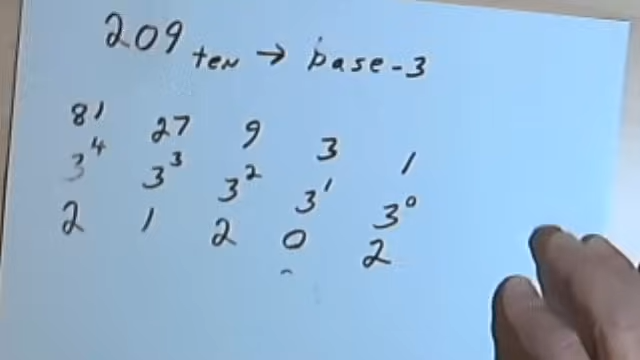 209 ten → base-3
81 27 9 3 1
3⁴ 3³ 3² 3¹ 3⁰
2 1 2 0 2